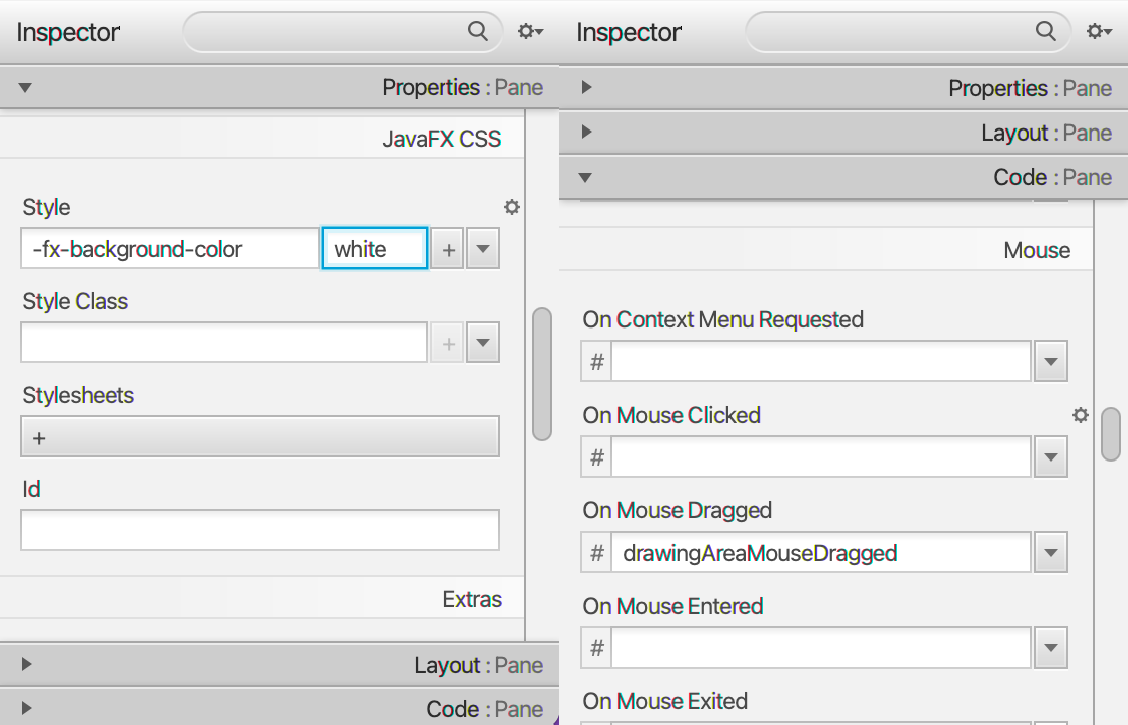 Inspector
Properties : Pane
JavaFX CSS
Style
-fx-background-color white +
Style Class
+
Stylesheets
+
Id
Extras
Layout : Pane
Code : Pane
Inspector
Properties : Pane
Layout : Pane
Code : Pane
Mouse
On Context Menu Requested
#
On Mouse Clicked
#
On Mouse Dragged
# drawingAreaMouseDragged
On Mouse Entered
#
On Mouse Exited